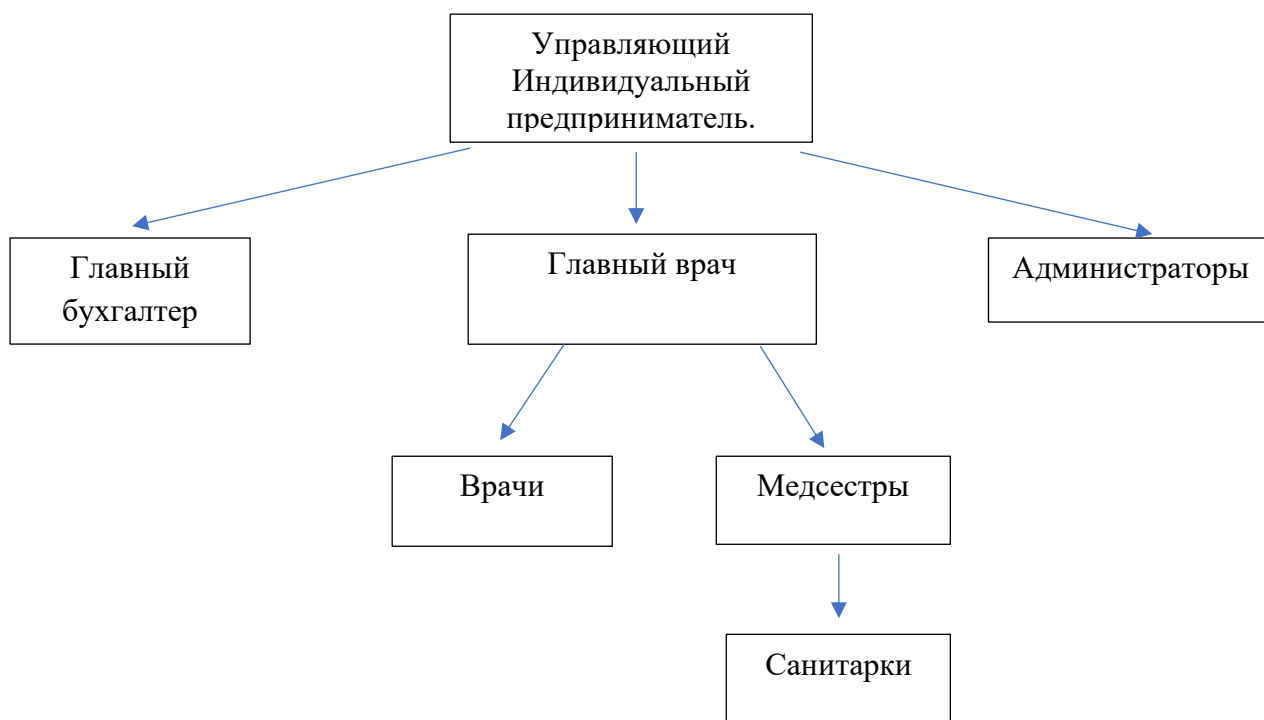 Управляющий
Индивидуальный
предприниматель.
Главный
бухгалтер
Главный врач
Администраторы
Врачи
Медсестры
Санитарки